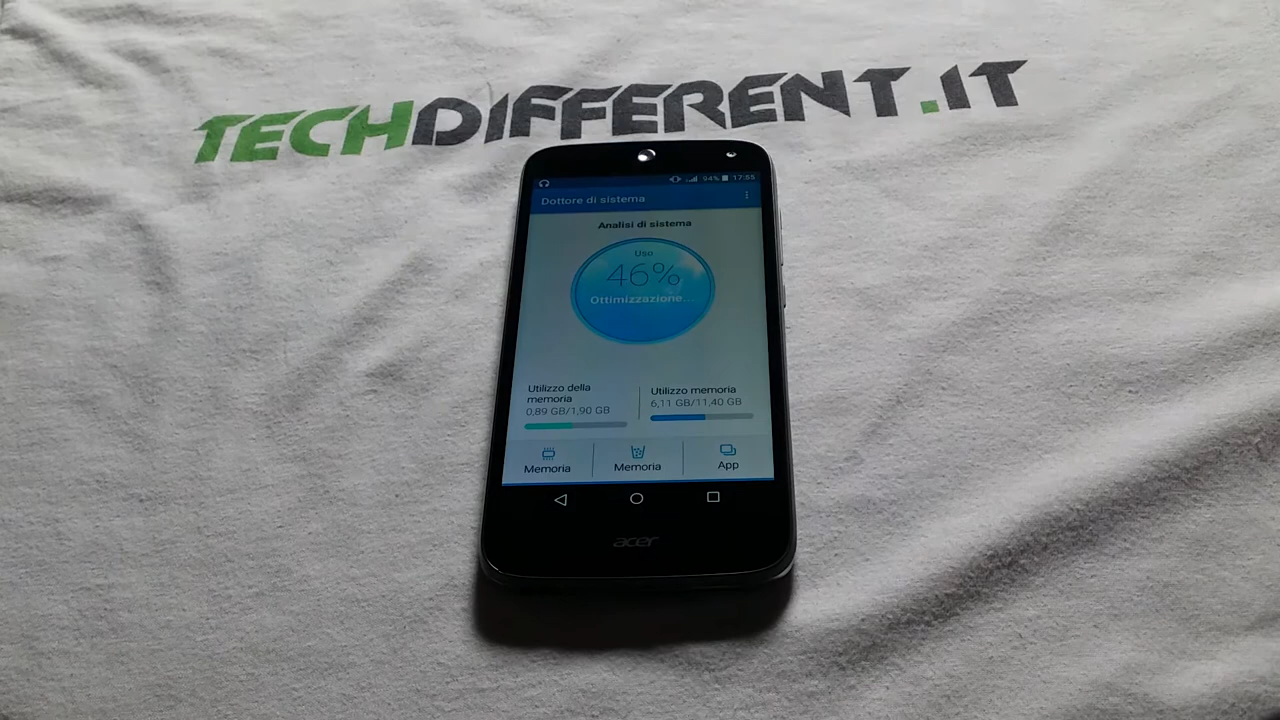 TECHDIFFERENT.IT
94% 17:55
Dottore di sistema
Analisi di sistema
Uso
46%
Ottimizzazione...
Utilizzo della
memoria
0,89 GB/1,90 GB
Utilizzo memoria
6,11 GB/11,40 GB
Memoria
Memoria
App
acer